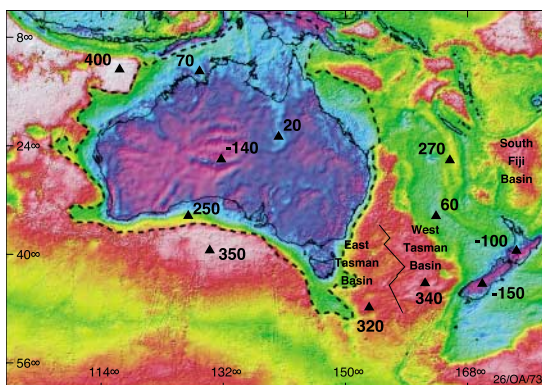 8∞
400
70
24∞
20
-140
270
South
Fiji
Basin
250
60
40∞
350
East
Tasman
Basin
West
Tasman
Basin
-100
340
-150
320
56∞
114∞
132∞
150∞
168∞
26/OA/73